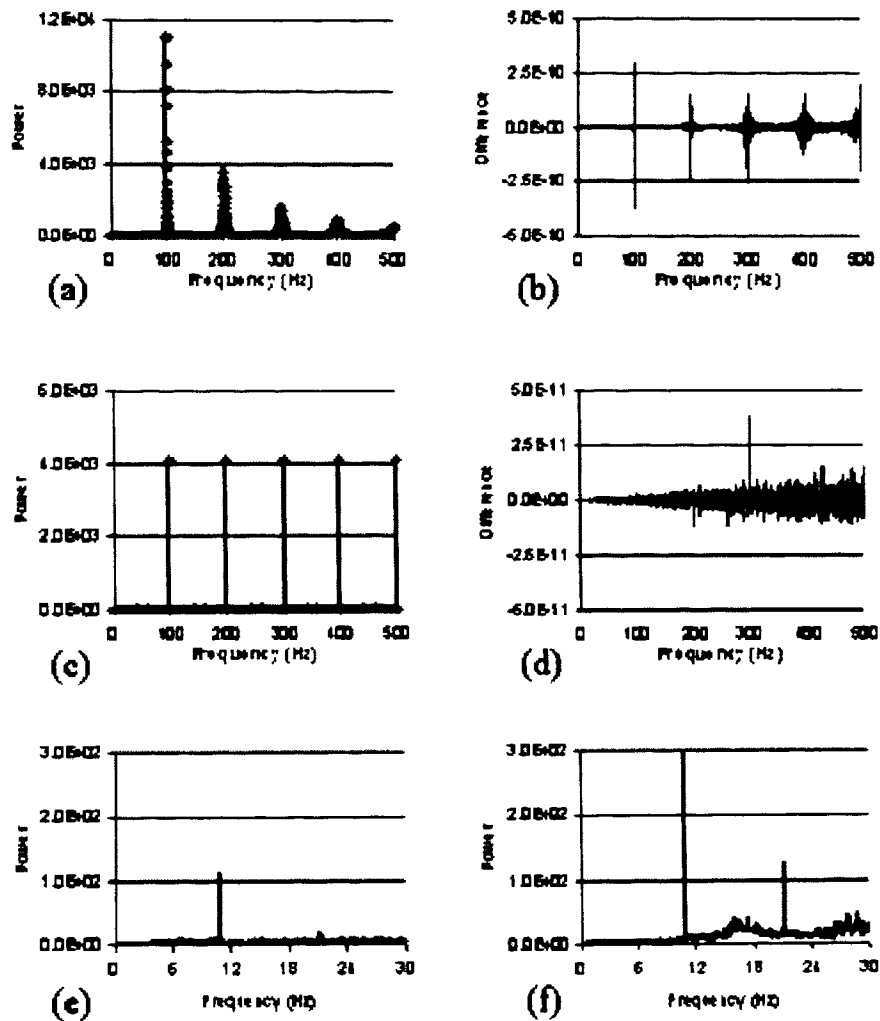 1.2E+04
8.0E+03
4.0E+03
0.0E+00
Power
0 100 200 300 400 500
Frequency (Hz)
(a)
5.0E-10
2.5E-10
0.0E+00
-2.5E-10
-5.0E-10
Difference
0 100 200 300 400 500
Frequency (Hz)
(b)
6.0E+03
4.0E+03
2.0E+03
0.0E+00
Power
0 100 200 300 400 500
Frequency (Hz)
(c)
5.0E-11
2.5E-11
0.0E+00
-2.5E-11
-5.0E-11
Difference
0 100 200 300 400 500
Frequency (Hz)
(d)
3.0E+02
2.0E+02
1.0E+02
0.0E+00
Power
0 6 12 18 24 30
Frequency (Hz)
(e)
3.0E+02
2.0E+02
1.0E+02
0.0E+00
Power
0 6 12 18 24 30
Frequency (Hz)
(f)